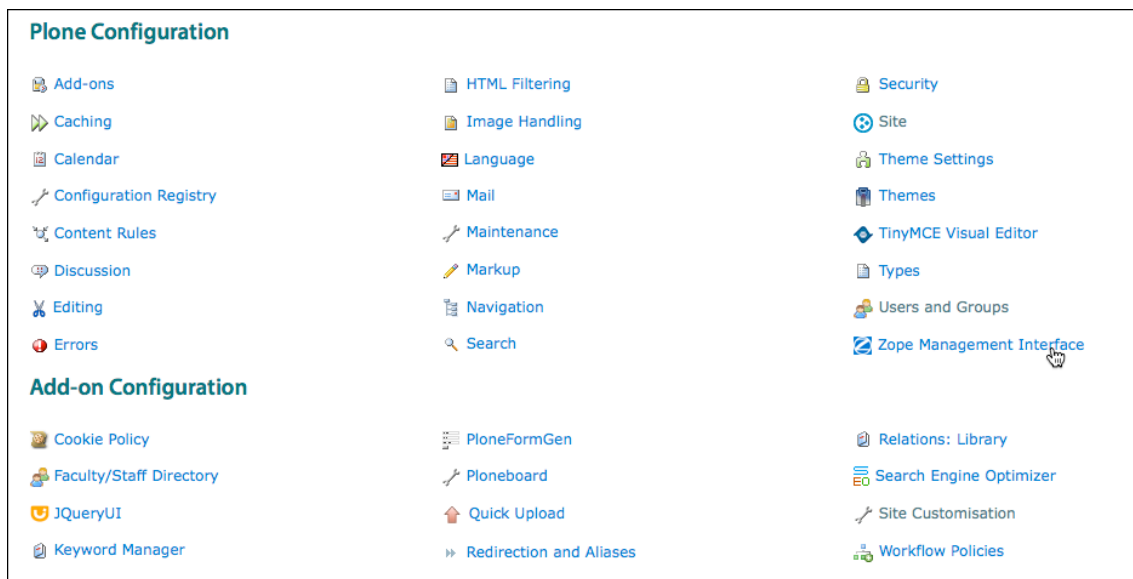 Plone Configuration
Add-ons
HTML Filtering
Security
Caching
Image Handling
Site
Calendar
Language
Theme Settings
Configuration Registry
Mail
Themes
Content Rules
Maintenance
TinyMCE Visual Editor
Discussion
Markup
Types
Editing
Navigation
Users and Groups
Errors
Search
Zope Management Interface
Add-on Configuration
Cookie Policy
PloneFormGen
Relations: Library
Faculty/Staff Directory
Ploneboard
Search Engine Optimizer
JQueryUI
Quick Upload
Site Customisation
Keyword Manager
Redirection and Aliases
Workflow Policies